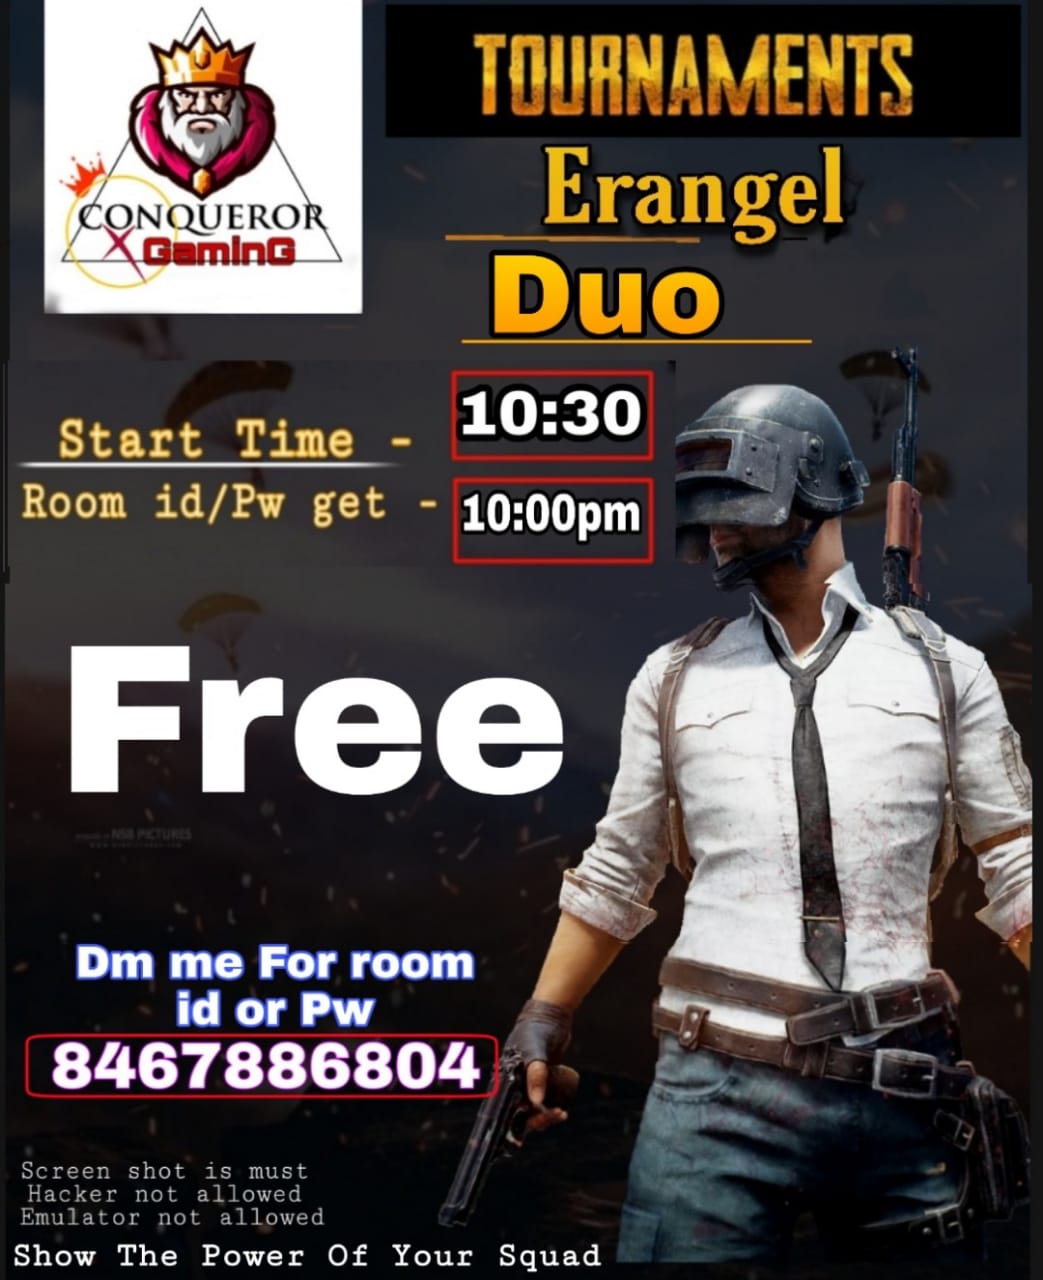 CONQUEROR
X GaminG
TOURNAMENTS
Erangel
Duo
Start Time - 10:30
Room id/Pw get - 10:00pm
Free
NSB PICTURES
Dm me For room
id or Pw
8467886804
Screen shot is must
Hacker not allowed
Emulator not allowed
Show The Power Of Your Squad